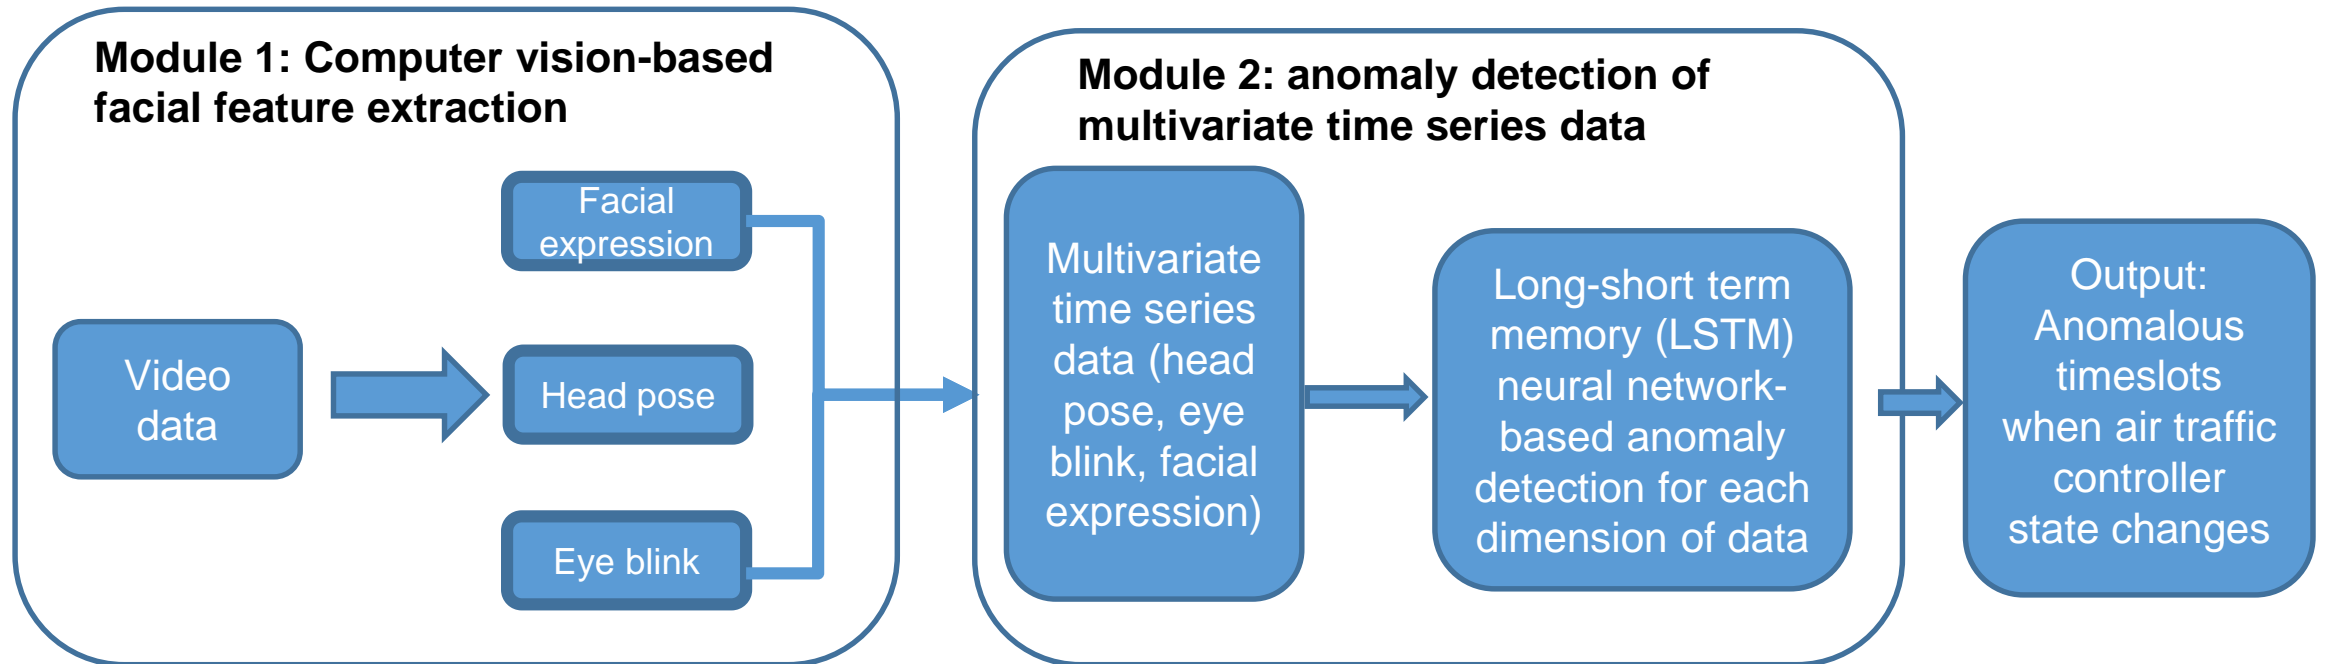 Module 1: Computer vision-based
facial feature extraction
Video
data
Facial
expression
Head pose
Eye blink
Module 2: anomaly detection of
multivariate time series data
Multivariate
time series
data (head
pose, eye
blink, facial
expression)
Long-short term
memory (LSTM)
neural network-
based anomaly
detection for each
dimension of data
Output:
Anomalous
timeslots
when air traffic
controller
state changes